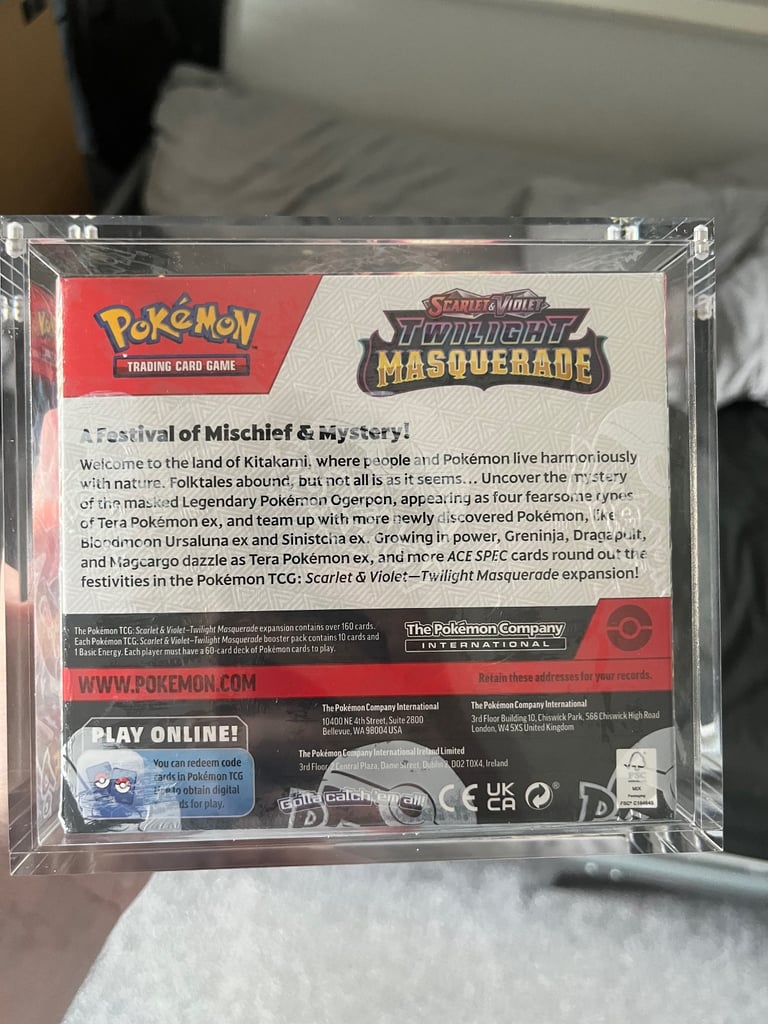 POKéMON
TRADING CARD GAME
SCARLET & VIOLET
TWILIGHT
MASQUERADE
A Festival of Mischief & Mystery!
Welcome to the land of Kitakami, where people and Pokémon live harmoniously
with nature. Folktales abound, but not all is as it seems... Uncover the mystery
of the masked Legendary Pokémon Ogerpon, appearing as four fearsome types
of Tera Pokémon ex, and team up with more newly discovered Pokémon, like
Bloodmoon Ursaluna ex and Sinistcha ex. Growing in power, Greninja, Dragapult,
and Magcargo dazzle as Tera Pokémon ex, and more ACE SPEC cards round out the
festivities in the Pokémon TCG: Scarlet & Violet—Twilight Masquerade expansion!
The Pokémon TCG: Scarlet & Violet–Twilight Masquerade expansion contains over 160 cards.
Each Pokémon TCG: Scarlet & Violet–Twilight Masquerade booster pack contains 10 cards and
1 Basic Energy. Each player must have a 60-card deck of Pokémon cards to play.
The Pokémon Company
INTERNATIONAL
WWW.POKEMON.COM
Retain these addresses for your records.
PLAY ONLINE!
You can redeem code
cards in Pokémon TCG
to obtain digital
for play.
The Pokémon Company International
10400 NE 4th Street, Suite 2800
Bellevue, WA 98004 USA
The Pokémon Company International
3rd Floor Building 10, Chiswick Park, 566 Chiswick High Road
London, W4 5XS United Kingdom
The Pokémon Company International Ireland Limited
3rd Floor, Central Plaza, Dame Street, Dublin 2, D02 T0X4, Ireland
Gotta catch 'em all!
CE
UK
CA
FSC
MIX
Packaging